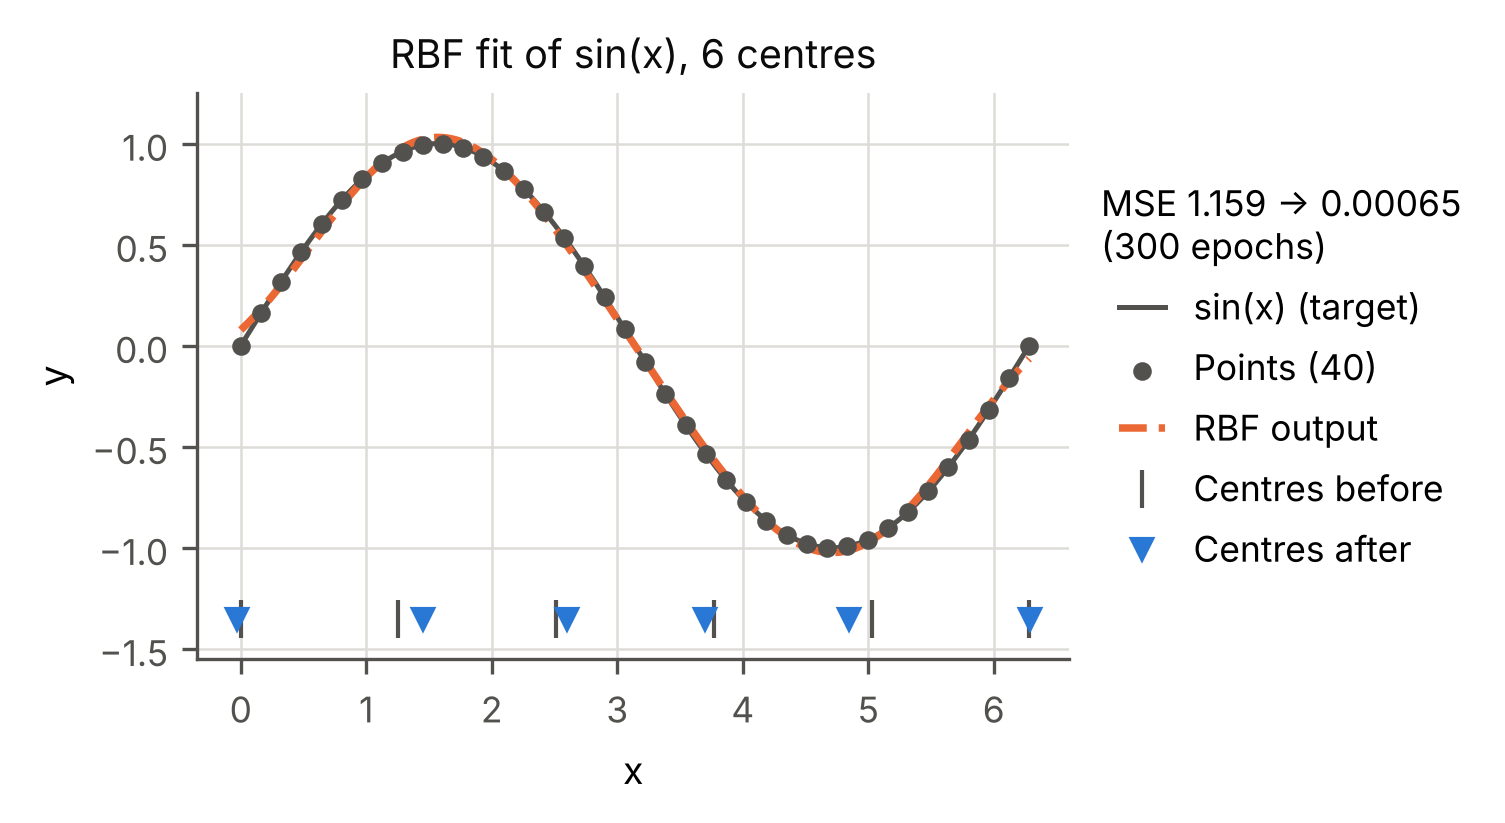 RBF fit of sin(x), 6 centres
1.0
0.5
0.0
−0.5
−1.0
−1.5
y
0 1 2 3 4 5 6
x
MSE 1.159 → 0.00065
(300 epochs)
sin(x) (target)
Points (40)
RBF output
Centres before
Centres after